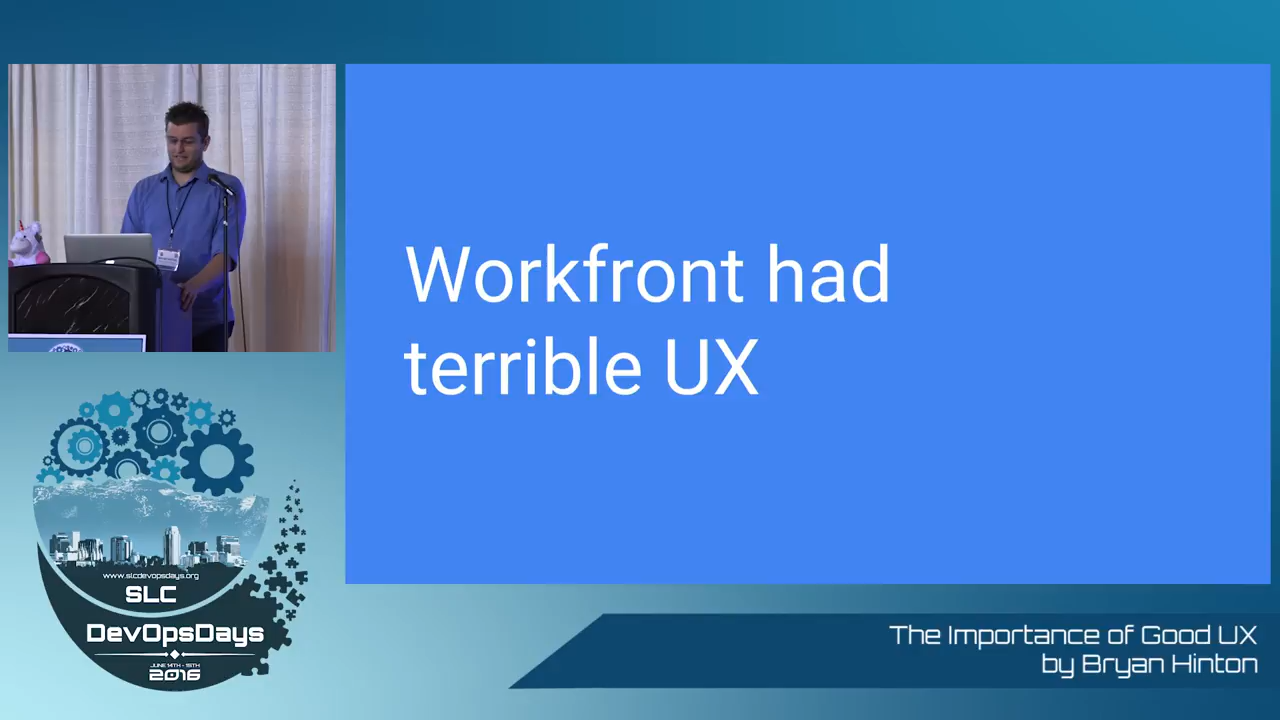 Workfront had
terrible UX
www.slcdevopsdays.org
SLC
DevOpsDays
JUNE 14TH - 15TH
2016
The Importance of Good UX
by Bryan Hinton